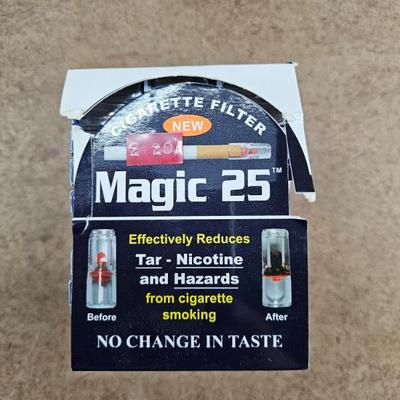 CIGARETTE FILTER
NEW
£ 20
Magic 25™
Effectively Reduces
Tar - Nicotine
and Hazards
from cigarette
smoking
Before
After
NO CHANGE IN TASTE